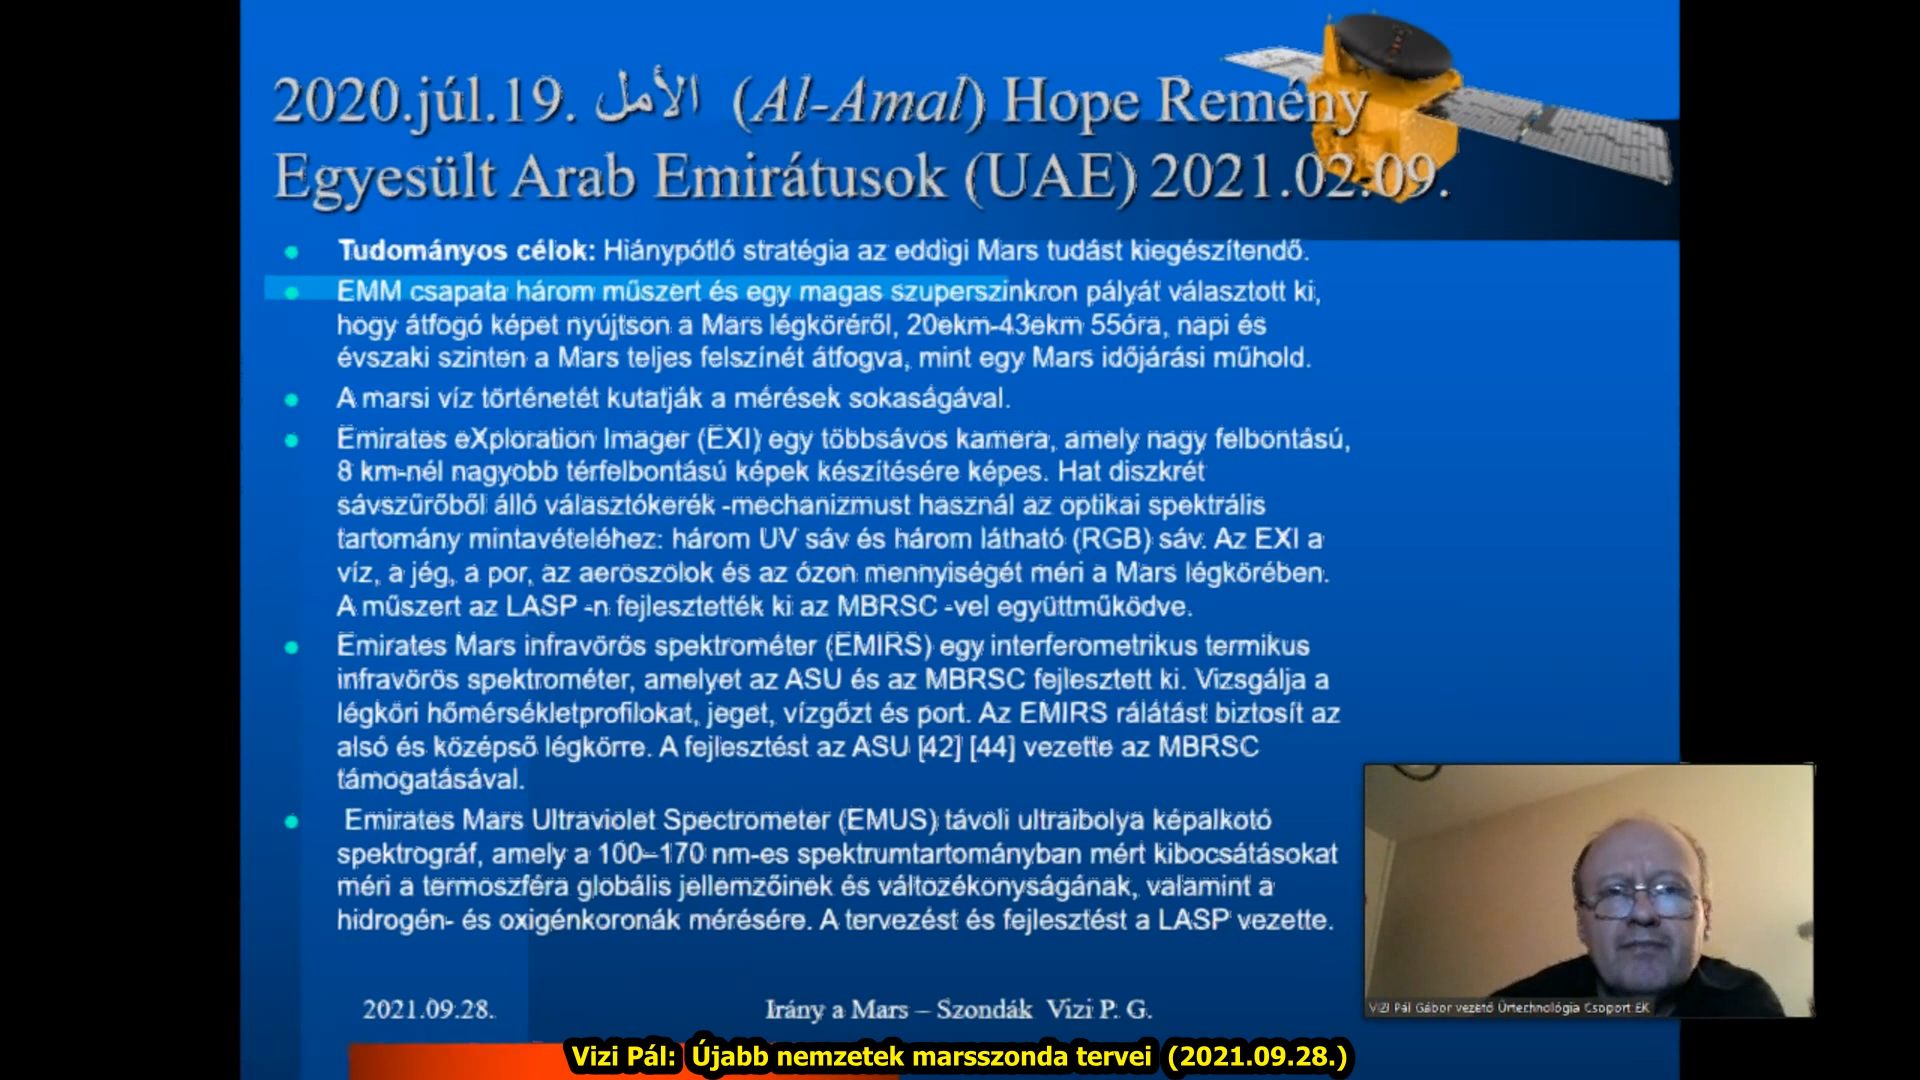 2020.júl.19. الأمل (Al-Amal) Hope Remény
Egyesült Arab Emirátusok (UAE) 2021.02.09.
Tudományos célok: Hiánypótló stratégia az eddigi Mars tudást kiegészítendő.
EMM csapata három műszert és egy magas szuperszinkron pályát választott ki,
hogy átfogó képet nyújtson a Mars légköréről, 20ekm-43ekm 55óra, napi és
évszaki szinten a Mars teljes felszínét átfogva, mint egy Mars időjárási műhold.
A marsi víz történetét kutatják a mérések sokaságával.
Emirates eXploration Imager (EXI) egy többsávos kamera, amely nagy felbontású,
8 km-nél nagyobb térfelbontású képek készítésére képes. Hat diszkrét
sávszűrőből álló választókerék -mechanizmust használ az optikai spektrális
tartomány mintavételéhez: három UV sáv és három látható (RGB) sáv. Az EXI a
víz, a jég, a por, az aeroszolok és az ózon mennyiségét méri a Mars légkörében.
A műszert az LASP -n fejlesztették ki az MBRSC -vel együttműködve.
Emirates Mars infravörös spektrométer (EMIRS) egy interferometrikus termikus
infravörös spektrométer, amelyet az ASU és az MBRSC fejlesztett ki. Vizsgálja a
légköri hőmérsékletprofilokat, jeget, vízgőzt és port. Az EMIRS rálátást biztosít az
alsó és középső légkörre. A fejlesztést az ASU [42] [44] vezette az MBRSC
támogatásával.
Emirates Mars Ultraviolet Spectrometer (EMUS) távoli ultraibolya képalkotó
spektrográf, amely a 100–170 nm-es spektrumtartományban mért kibocsátásokat
méri a termoszféra globális jellemzőinek és változékonyságának, valamint a
hidrogén- és oxigénkoronák mérésére. A tervezést és fejlesztést a LASP vezette.
2021.09.28. Irány a Mars – Szondák Vizi P. G.
VIZI Pál Gábor vezető Űrtechnológia Csoport EK
Vizi Pál: Újabb nemzetek marsszonda tervei (2021.09.28.)